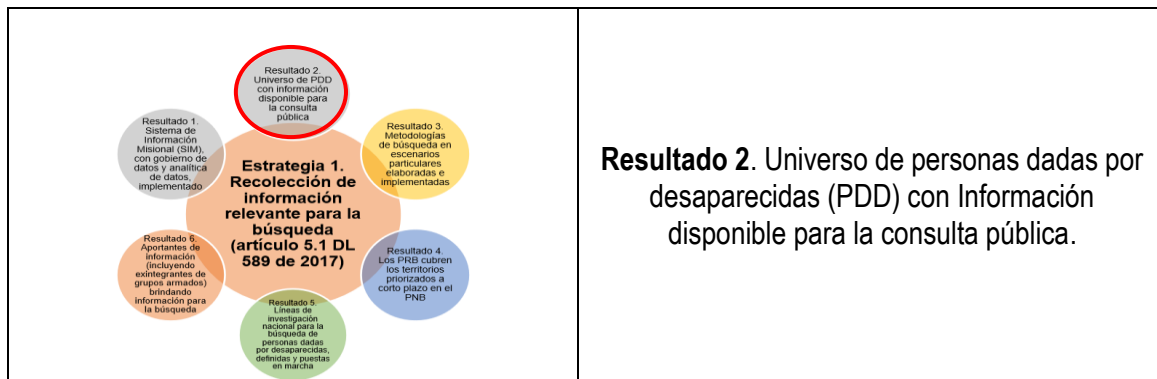 Resultado 2.
Universo de PDD
con información
disponible para
la consulta
pública
Resultado 1.
Sistema de
Información
Misional (SIM),
con gobierno de
datos y analítica
de datos,
implementado
Resultado 3.
Metodologías
de búsqueda en
escenarios
particulares
elaboradas e
implementadas
Estrategia 1.
Recolección de
información
relevante para la
búsqueda
(artículo 5.1 DL
589 de 2017)
Resultado 6.
Aportantes de
información
(incluyendo
exintegrantes de
grupos armados)
brindando
información para
la búsqueda
Resultado 4.
Los PRB cubren
los territorios
priorizados a
corto plazo en el
PNB
Resultado 5.
Líneas de
investigación
nacional para la
búsqueda de
personas dadas
por desaparecidas,
definidas y puestas
en marcha
Resultado 2. Universo de personas dadas por
desaparecidas (PDD) con Información
disponible para la consulta pública.